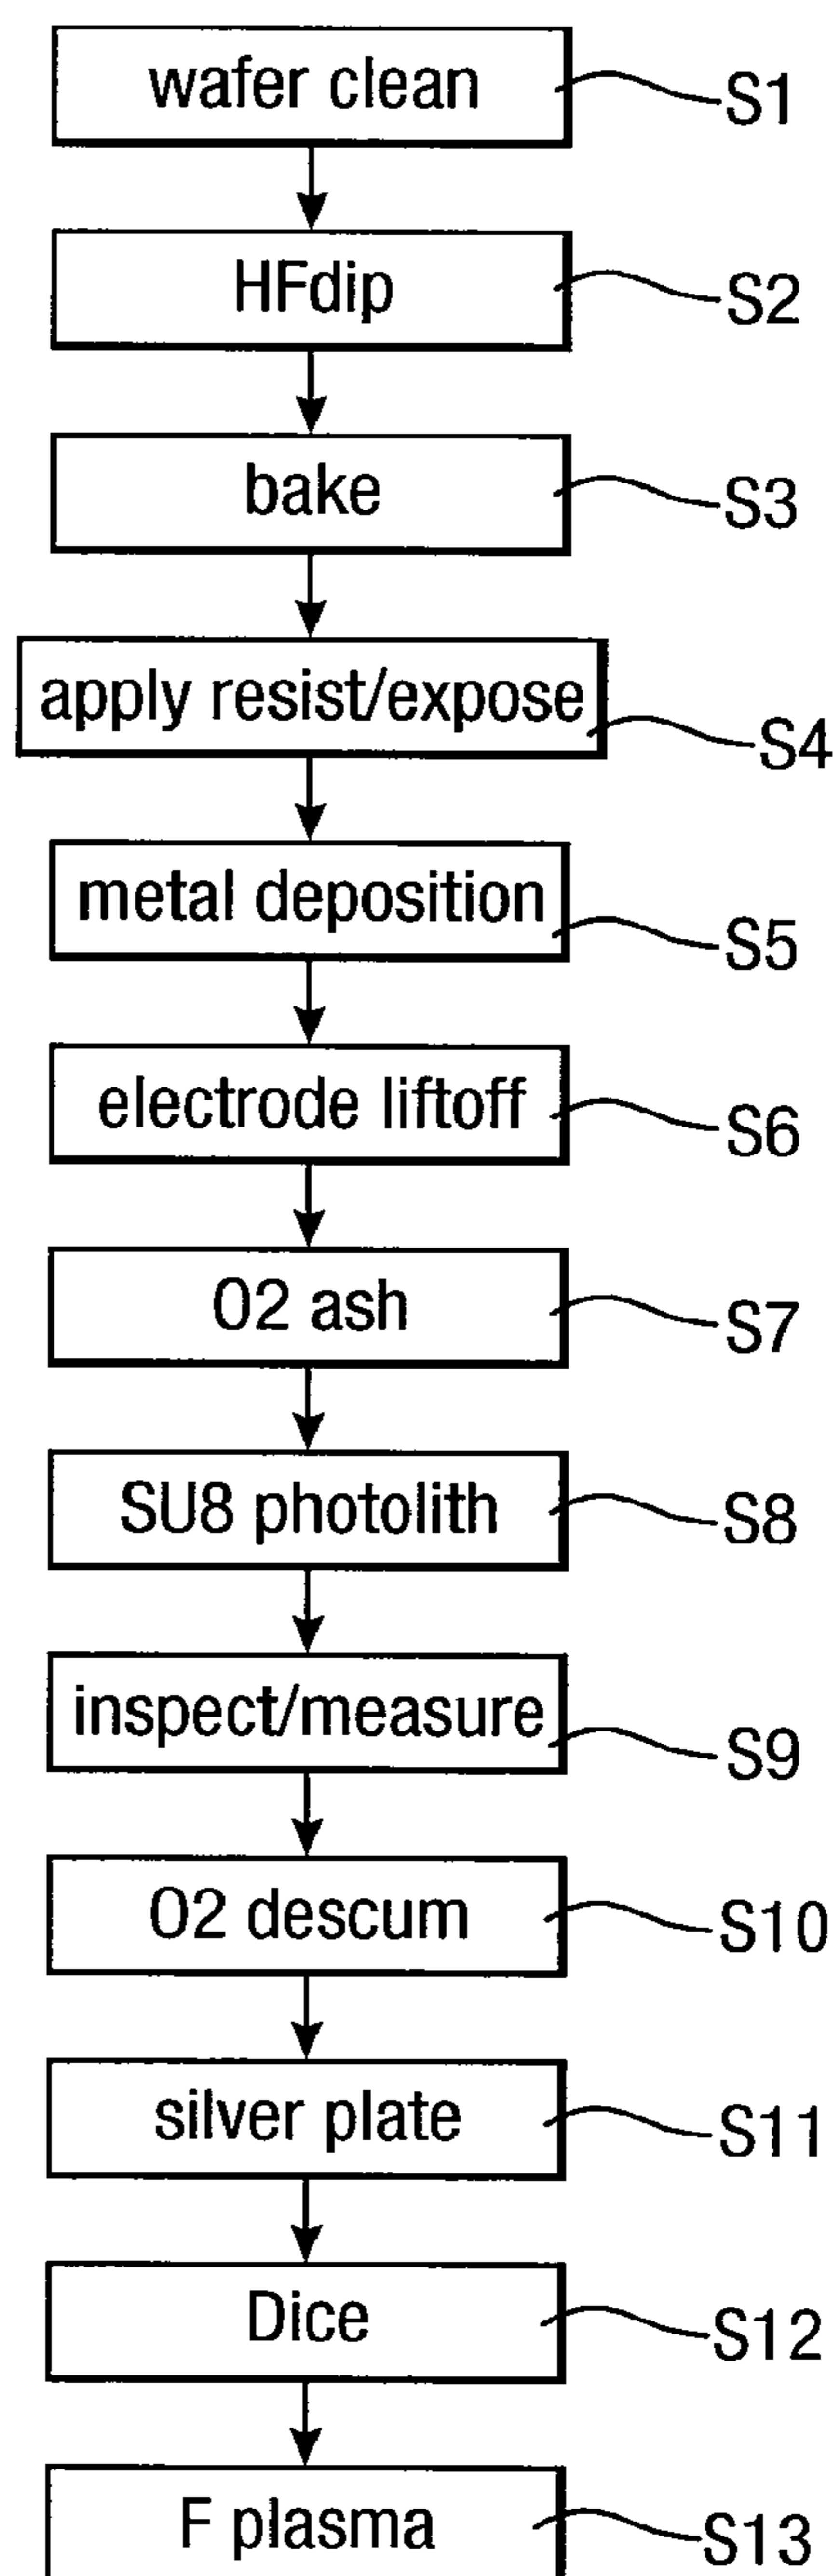 wafer clean S1
HFdip S2
bake S3
apply resist/expose S4
metal deposition S5
electrode liftoff S6
O2 ash S7
SU8 photolith S8
inspect/measure S9
O2 descum S10
silver plate S11
Dice S12
F plasma S13